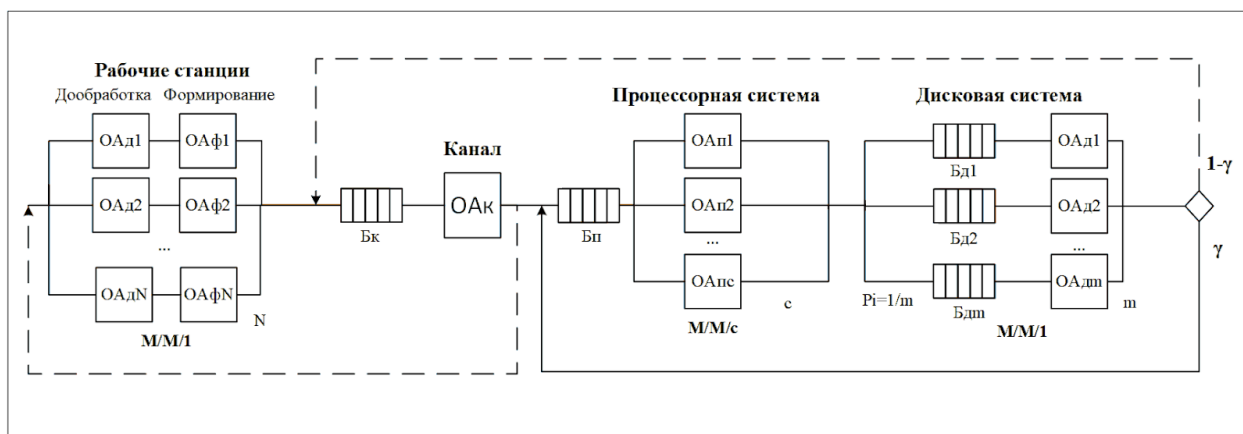 Рабочие станции
Дообработка Формирование
ОАд1 ОАф1
ОАд2 ОАф2
...
ОАдN ОАфN
N
М/М/1
Бк
Канал
ОАк
Бп
Процессорная система
ОАп1
ОАп2
...
ОАпс
c
М/М/с
Дисковая система
Бд1
ОАд1
Бд2
ОАд2
...
Pi=1/m
Бдm
ОАдm
m
М/М/1
1-γ
γ